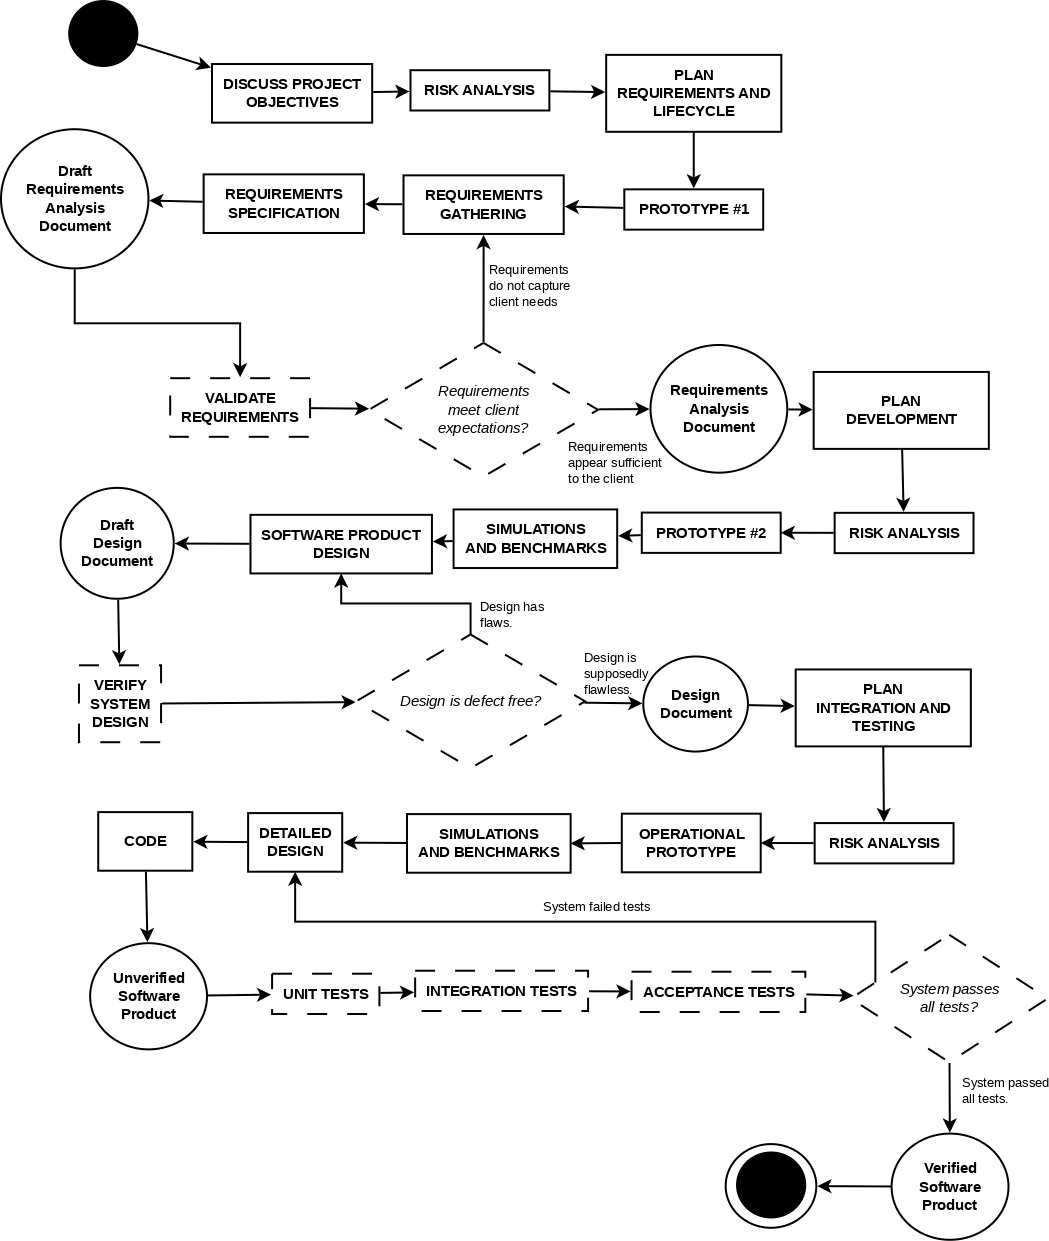 DISCUSS PROJECT
OBJECTIVES
RISK ANALYSIS
PLAN
REQUIREMENTS AND
LIFECYCLE
PROTOTYPE #1
REQUIREMENTS
GATHERING
REQUIREMENTS
SPECIFICATION
Draft
Requirements
Analysis
Document
Requirements
do not capture
client needs
VALIDATE
REQUIREMENTS
Requirements
meet client
expectations?
Requirements
appear sufficient
to the client
Requirements
Analysis
Document
PLAN
DEVELOPMENT
RISK ANALYSIS
PROTOTYPE #2
SIMULATIONS
AND BENCHMARKS
SOFTWARE PRODUCT
DESIGN
Draft
Design
Document
Design has
flaws.
VERIFY
SYSTEM
DESIGN
Design is defect free?
Design is
supposedly
flawless.
Design
Document
PLAN
INTEGRATION AND
TESTING
RISK ANALYSIS
OPERATIONAL
PROTOTYPE
SIMULATIONS
AND BENCHMARKS
DETAILED
DESIGN
CODE
System failed tests
Unverified
Software
Product
UNIT TESTS
INTEGRATION TESTS
ACCEPTANCE TESTS
System passes
all tests?
System passed
all tests.
Verified
Software
Product